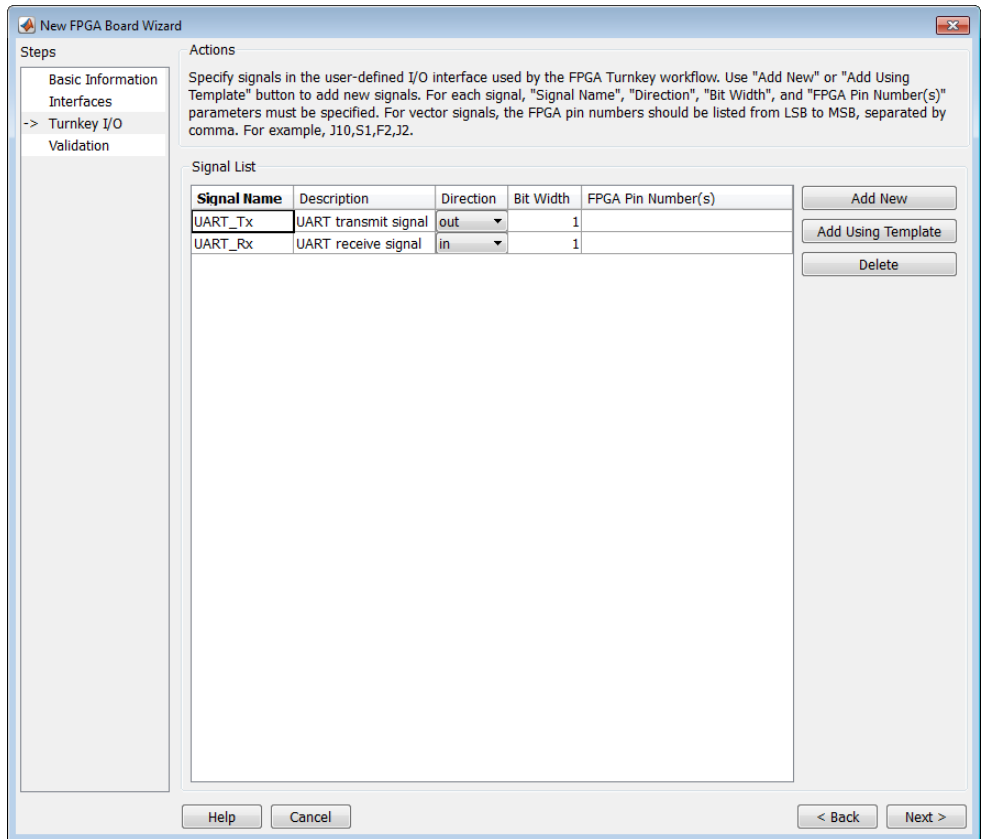 New FPGA Board Wizard
Steps
Basic Information
Interfaces
-> Turnkey I/O
Validation
Actions
Specify signals in the user-defined I/O interface used by the FPGA Turnkey workflow. Use "Add New" or "Add Using
Template" button to add new signals. For each signal, "Signal Name", "Direction", "Bit Width", and "FPGA Pin Number(s)"
parameters must be specified. For vector signals, the FPGA pin numbers should be listed from LSB to MSB, separated by
comma. For example, J10,S1,F2,J2.
Signal List
Signal Name Description Direction Bit Width FPGA Pin Number(s)
UART_Tx UART transmit signal out 1
UART_Rx UART receive signal in 1
Add New
Add Using Template
Delete
Help Cancel < Back Next >